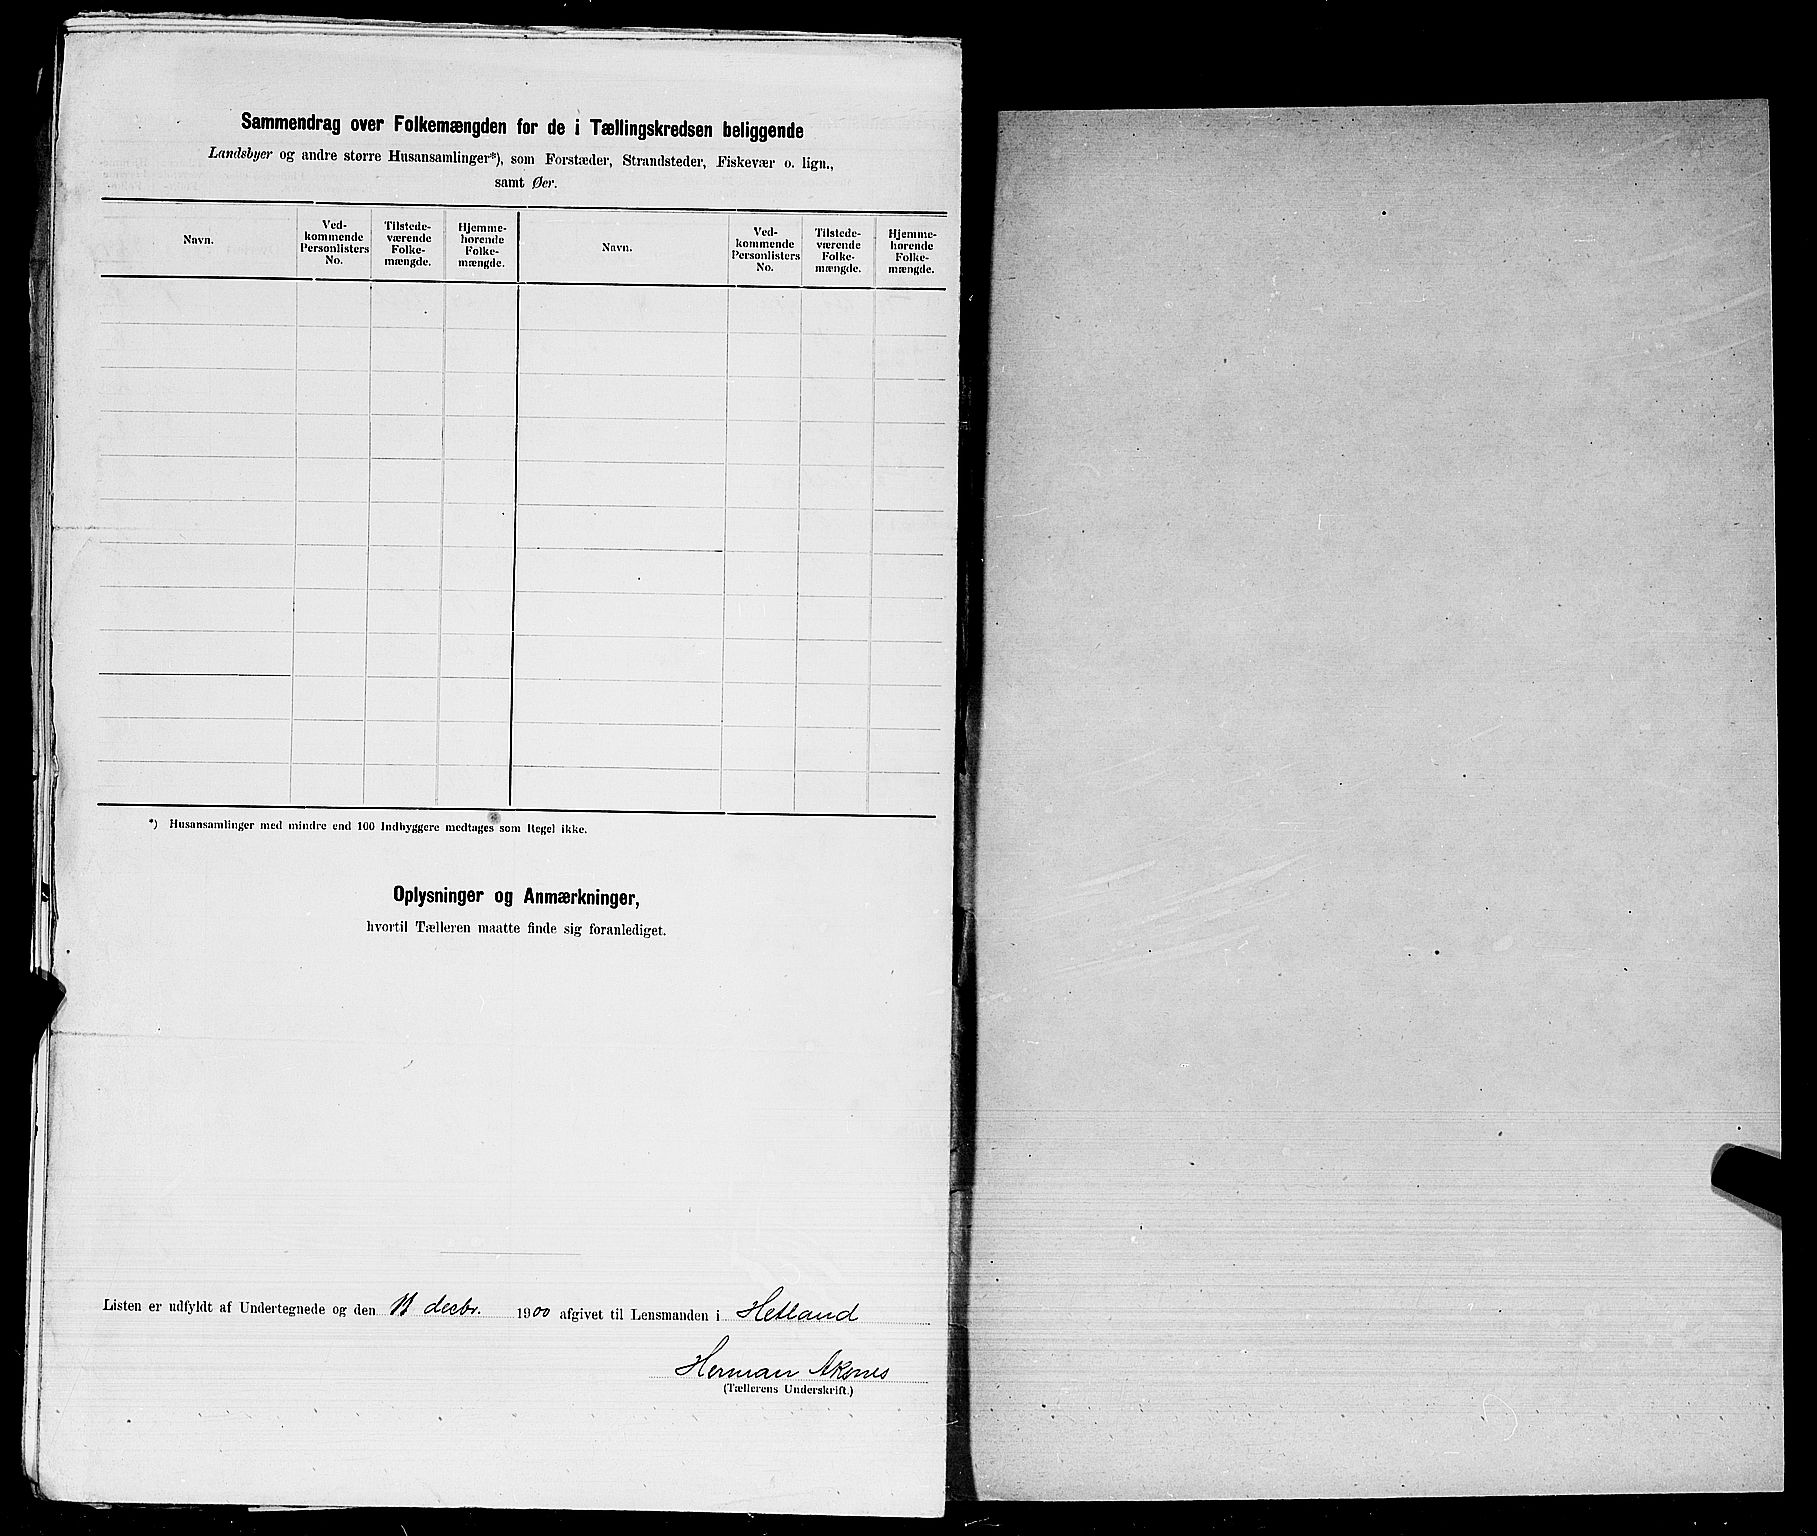 Sammendrag over Folkemængden for de i Tællingskredsen beliggende
Landsbyer og andre større Husansamlinger*), som Forstæder, Strandsteder, Fiskevær o. lign.,
samt Øer.
Navn.
Ved-
kommende
Personlisters
No.
Tilstede-
værende
Folke-
mængde.
Hjemme-
hørende
Folke-
mængde.
Navn.
Ved-
kommende
Personlisters
No.
Tilstede-
værende
Folke-
mængde.
Hjemme-
hørende
Folke-
mængde.
*) Husansamlinger med mindre end 100 Indbyggere medtages som Regel ikke.
Oplysninger og Anmærkninger,
hvortil Tælleren maatte finde sig foranlediget.
Listen er udfyldt af Undertegnede og den decbr. 1900 afgivet til Lensmanden i Hetland
Herman Aksnes
(Tællerens Underskrift.)